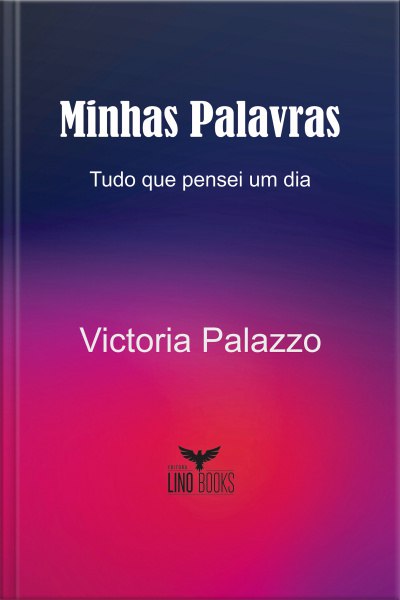 Minhas Palavras
Tudo que pensei um dia
Victoria Palazzo
EDITORA
LINO BOOKS